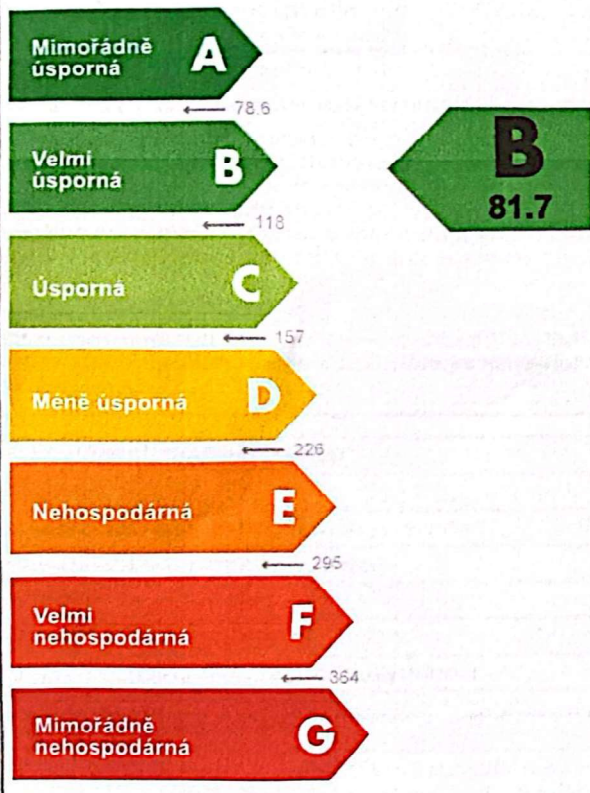 Mimořádně
úsporná
A
78.6
Velmi
úsporná
B
118
Úsporná
C
157
Méně úsporná
D
226
Nehospodárná
E
295
Velmi
nehospodárná
F
364
Mimořádně
nehospodárná
G
B
81.7